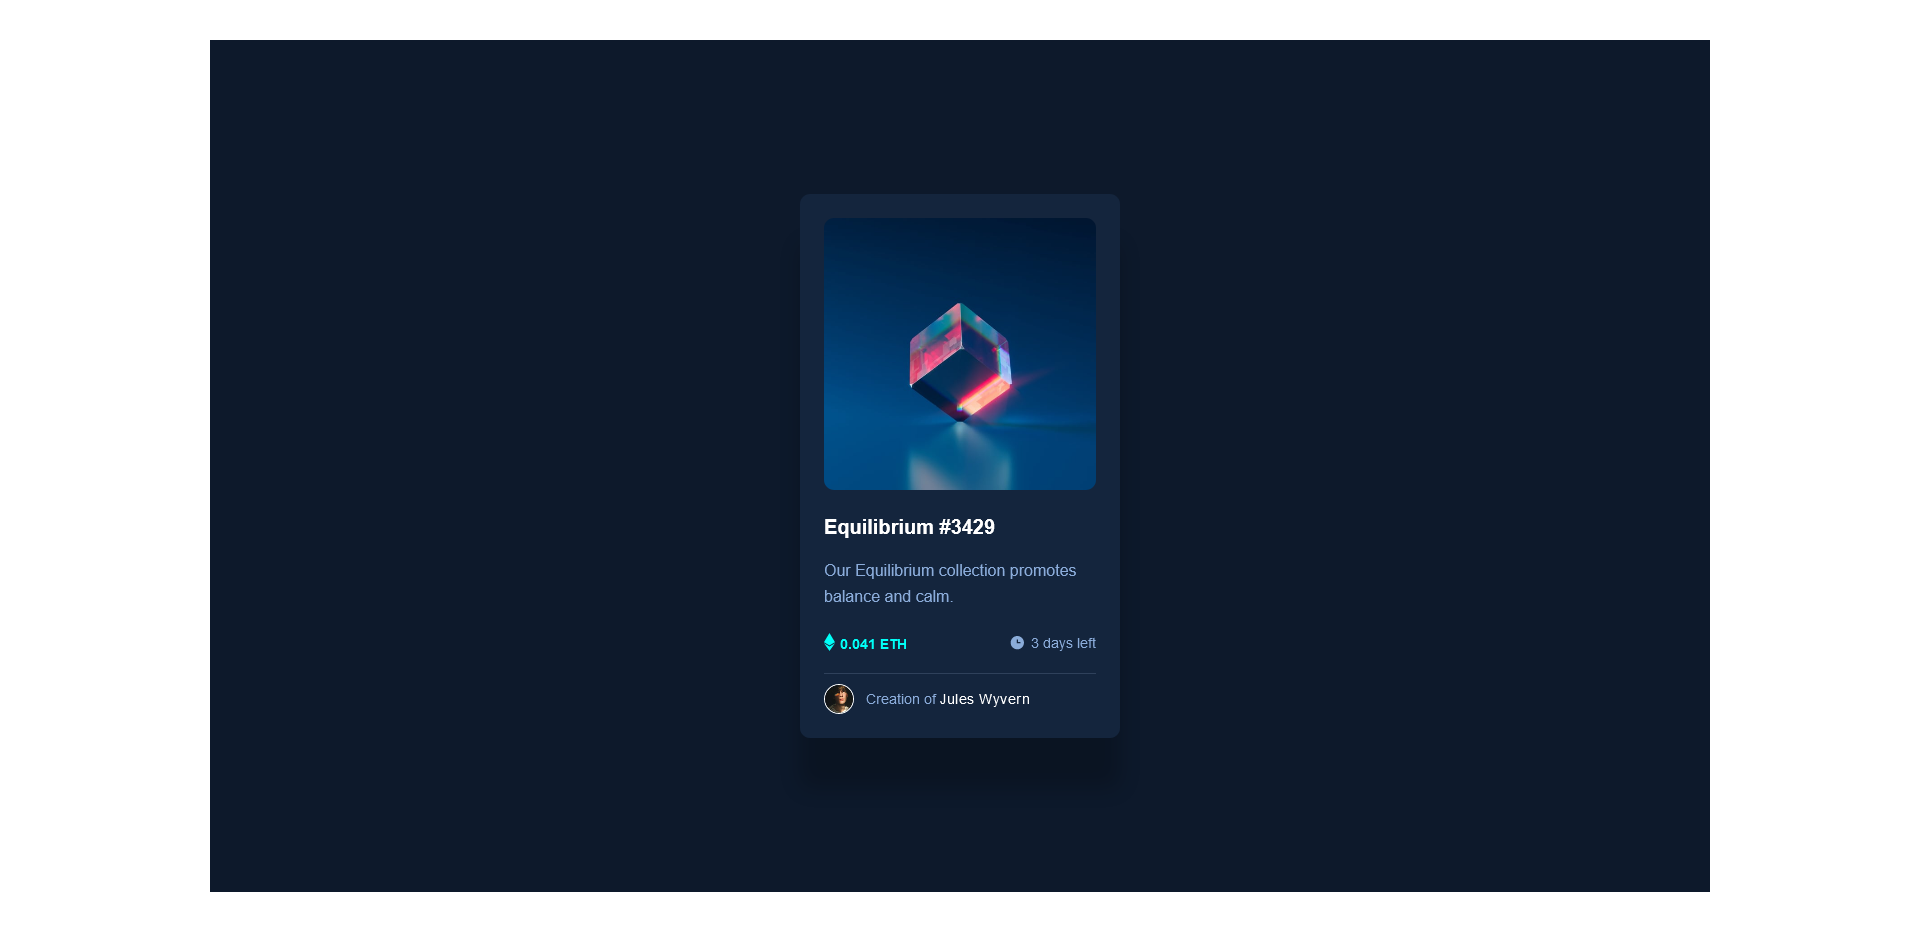 Equilibrium #3429
Our Equilibrium collection promotes
balance and calm.
0.041 ETH
3 days left
Creation of Jules Wyvern